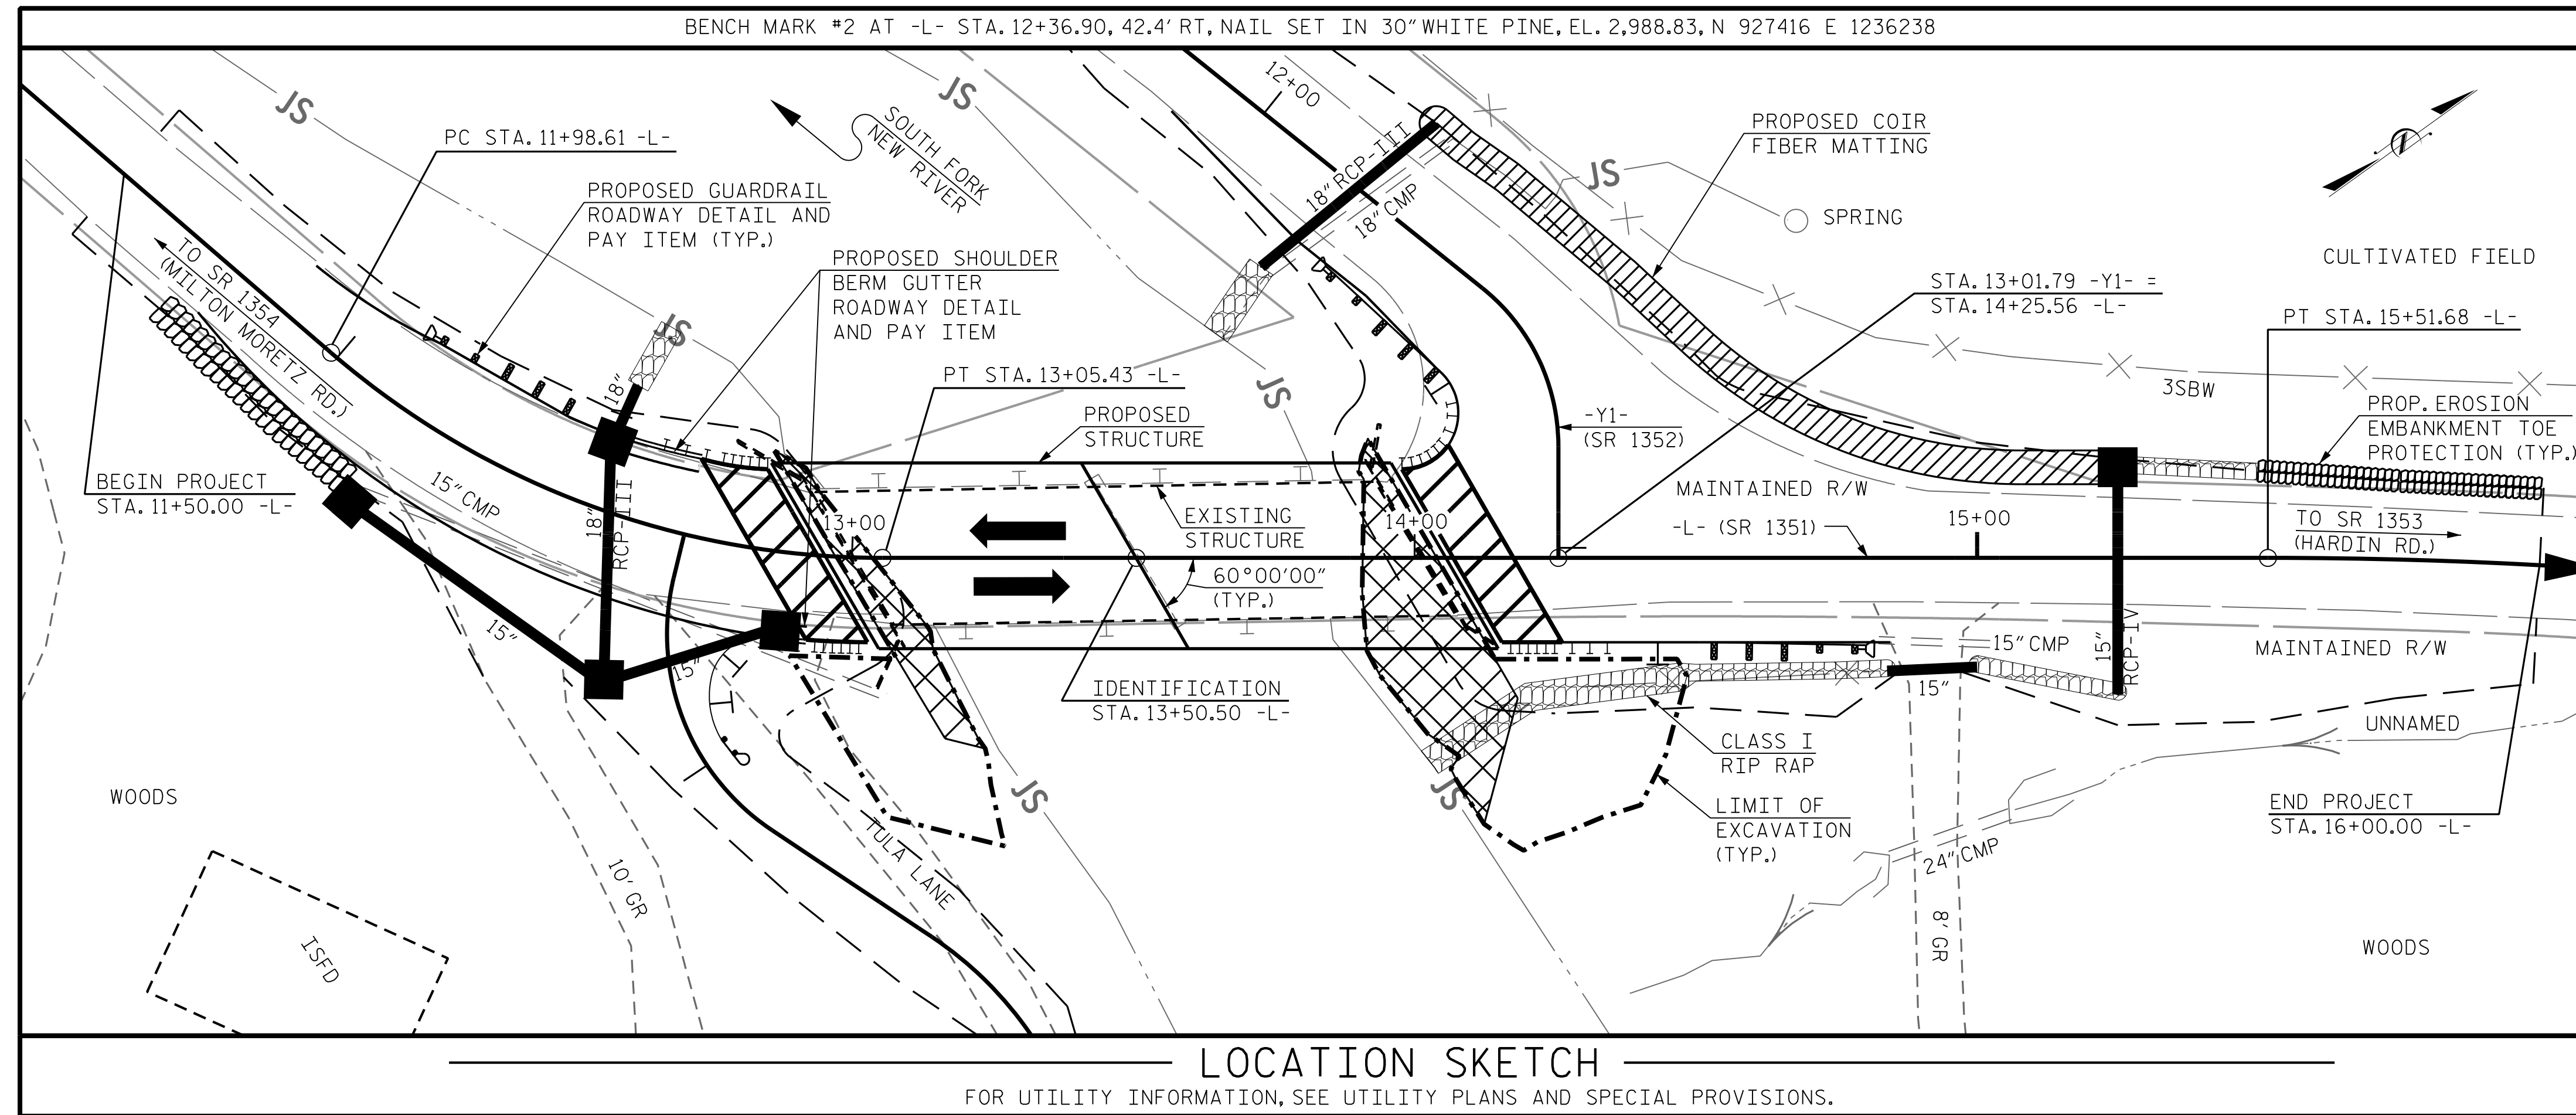 BENCH MARK #2 AT -L- STA. 12+36.90, 42.4' RT, NAIL SET IN 30" WHITE PINE, EL. 2,988.83, N 927416 E 1236238
JS
JS
12+00
PC STA. 11+98.61 -L-
SOUTH FORK
NEW RIVER
18" RCP-III
18" CMP
PROPOSED COIR
FIBER MATTING
JS
SPRING
PROPOSED GUARDRAIL
ROADWAY DETAIL AND
PAY ITEM (TYP.)
TO SR 1354
(MILTON MORETZ RD.)
PROPOSED SHOULDER
BERM GUTTER
ROADWAY DETAIL
AND PAY ITEM
CULTIVATED FIELD
STA. 13+01.79 -Y1- =
STA. 14+25.56 -L-
PT STA. 15+51.68 -L-
JS
18"
PT STA. 13+05.43 -L-
PROPOSED
STRUCTURE
JS
-Y1-
(SR 1352)
3SBW
PROP. EROSION
EMBANKMENT TOE
PROTECTION (TYP.)
BEGIN PROJECT
STA. 11+50.00 -L-
15" CMP
18"
RCP-III
13+00
EXISTING
STRUCTURE
14+00
MAINTAINED R/W
-L- (SR 1351)
15+00
TO SR 1353
(HARDIN RD.)
60°00'00"
(TYP.)
15"
15"
15" CMP
15"
RCP-IV
MAINTAINED R/W
IDENTIFICATION
STA. 13+50.50 -L-
15"
CLASS I
RIP RAP
UNNAMED
WOODS
JS
JS
LIMIT OF
EXCAVATION
(TYP.)
END PROJECT
STA. 16+00.00 -L-
TULA LANE
10' GR
24" CMP
8' GR
ISFD
WOODS
LOCATION SKETCH
FOR UTILITY INFORMATION, SEE UTILITY PLANS AND SPECIAL PROVISIONS.